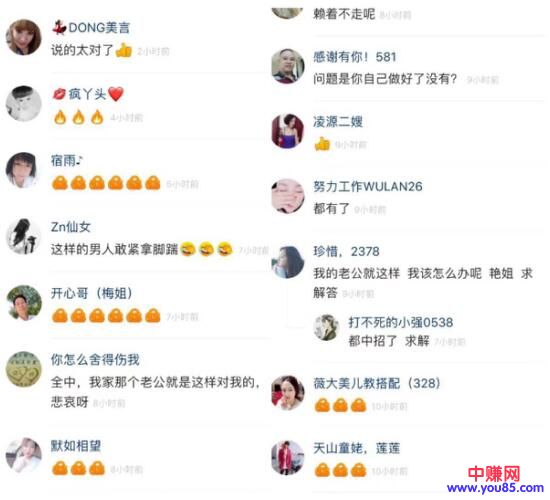 💃DONG美言
说的太对了👍 2小时前
💋疯丫头❤️
🔥🔥🔥 4小时前
宿雨♪
5小时前
Zn仙女
这样的男人敢紧拿脚踹 7小时前
开心哥（梅姐）
7小时前
你怎么舍得伤我
全中，我家那个老公就是这样对我的，
悲哀呀 8小时前
默如相望
8小时前
赖着不走呢 8小时前
感谢有你！581
问题是你自己做好了没有？ 9小时前
凌源二嫂
👍 9小时前
努力工作WULAN26
都有了 9小时前
珍惜，2378
我的老公就这样 我该怎么办呢 艳姐 求
解答 9小时前
打不死的小强0538
都中招了 求解 7小时前
薇大美儿教搭配（328）
10小时前
天山童姥，莲莲
10小时前
中赚网
www.you85.com